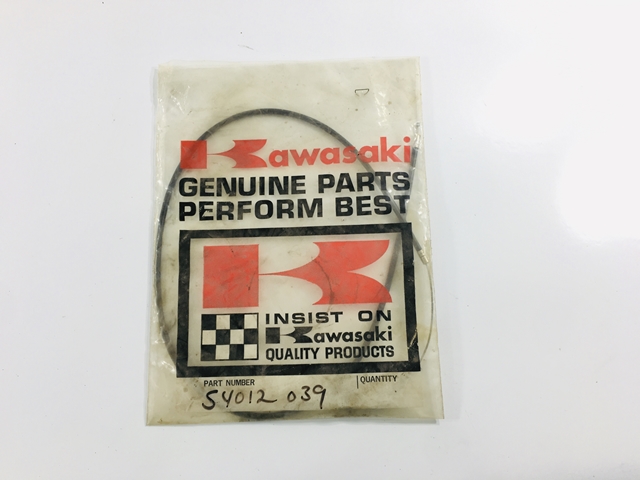 Kawasaki
GENUINE PARTS
PERFORM BEST
INSIST ON
Kawasaki
QUALITY PRODUCTS
PART NUMBER QUANTITY
54012 039